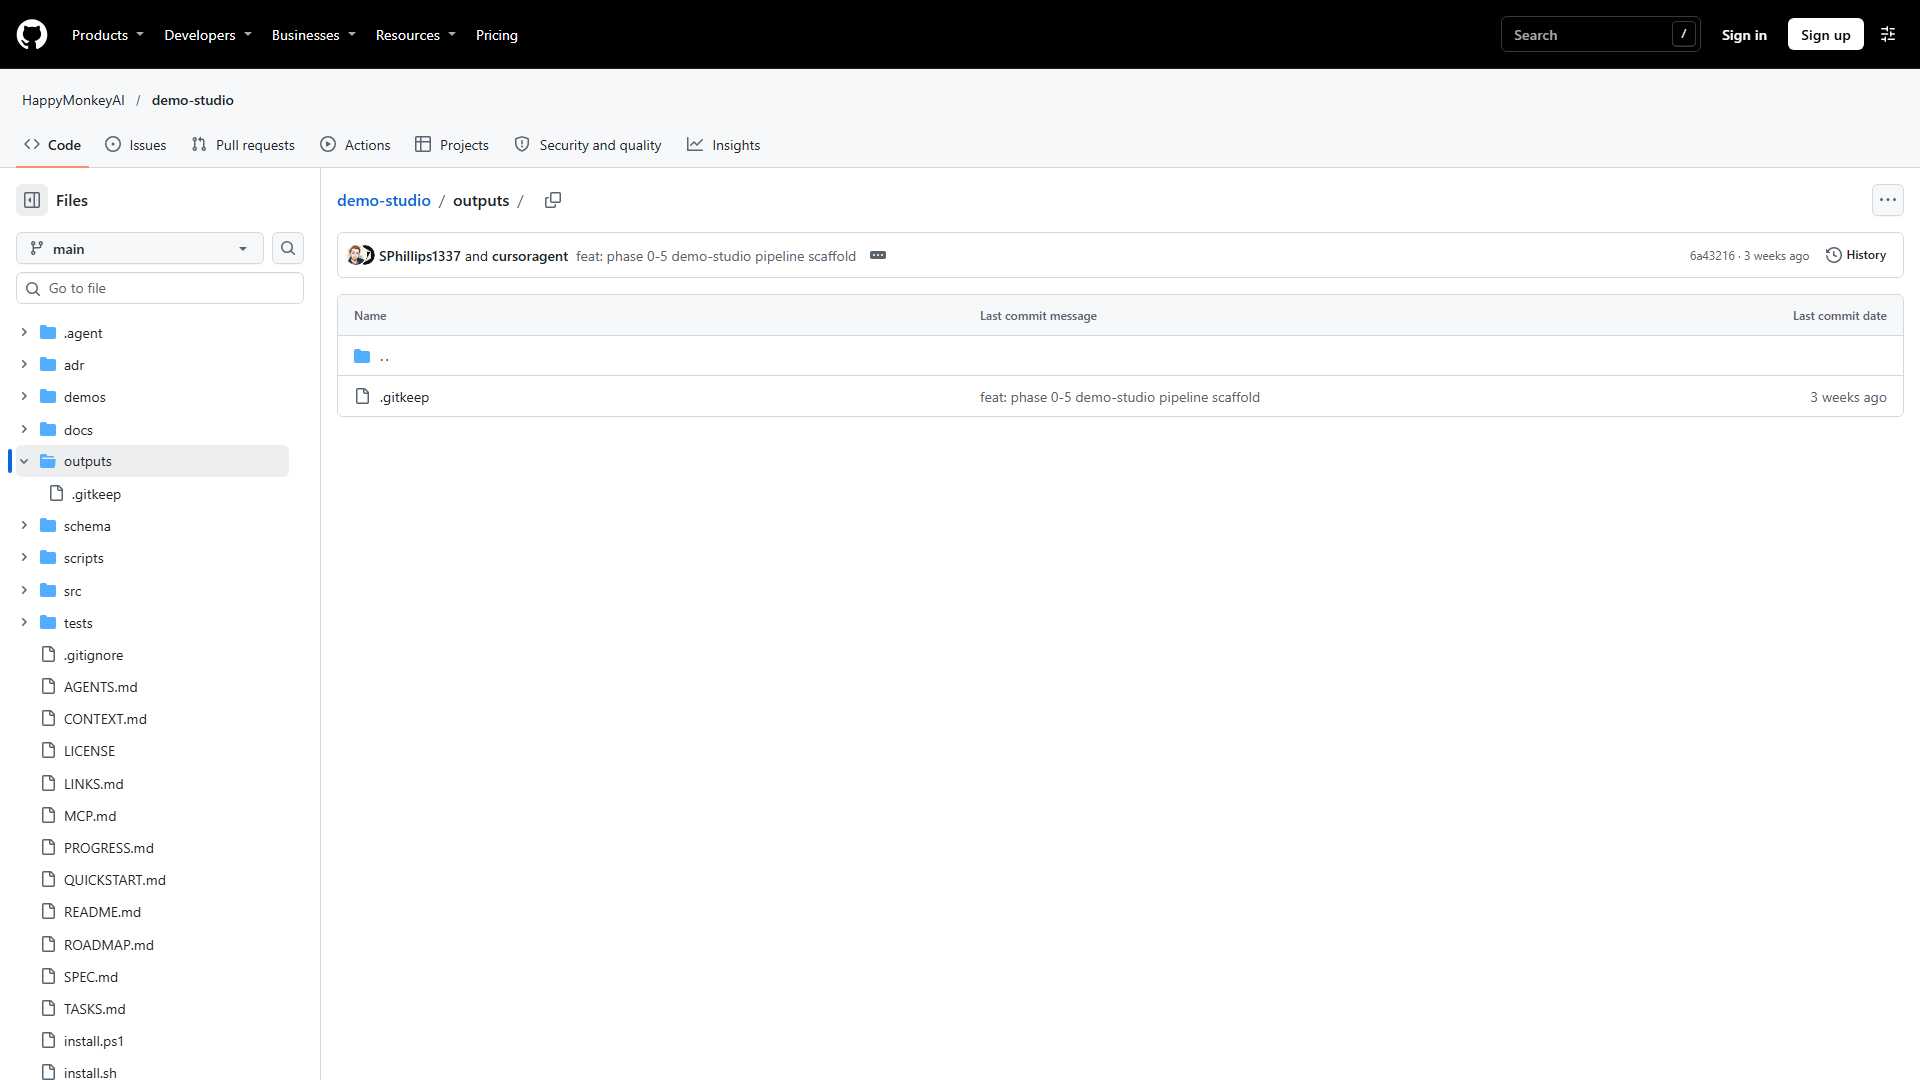 Products Developers Businesses Resources Pricing Search / Sign in Sign up
HappyMonkeyAI / demo-studio
Code Issues Pull requests Actions Projects Security and quality Insights
Files
main
Go to file
.agent
adr
demos
docs
outputs
.gitkeep
schema
scripts
src
tests
.gitignore
AGENTS.md
CONTEXT.md
LICENSE
LINKS.md
MCP.md
PROGRESS.md
QUICKSTART.md
README.md
ROADMAP.md
SPEC.md
TASKS.md
install.ps1
install.sh
demo-studio / outputs /
SPhillips1337 and cursoragent feat: phase 0-5 demo-studio pipeline scaffold 6a43216 · 3 weeks ago History
Name Last commit message Last commit date
..
.gitkeep feat: phase 0-5 demo-studio pipeline scaffold 3 weeks ago